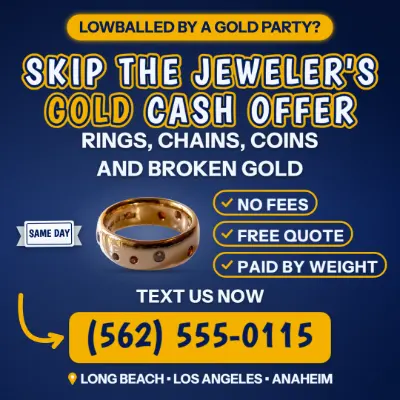 LOWBALLED BY A GOLD PARTY?
SKIP THE JEWELER'S
GOLD CASH OFFER
RINGS, CHAINS, COINS
AND BROKEN GOLD
NO FEES
SAME DAY
FREE QUOTE
PAID BY WEIGHT
TEXT US NOW
(562) 555-0115
LONG BEACH • LOS ANGELES • ANAHEIM